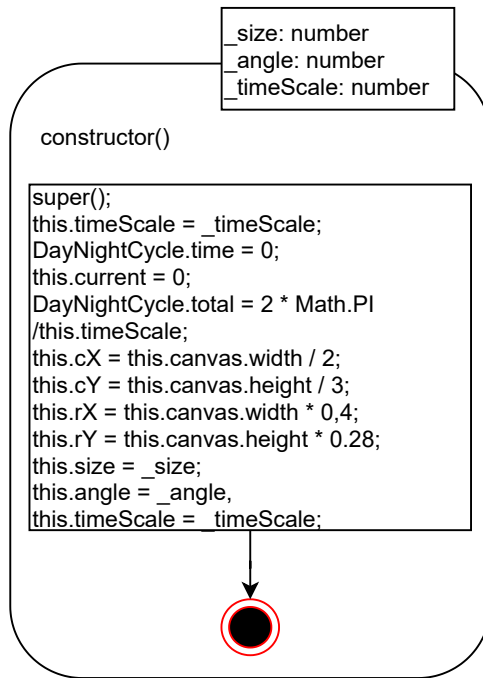 _size: number
_angle: number
_timeScale: number
constructor()
super();
this.timeScale = _timeScale;
DayNightCycle.time = 0;
this.current = 0;
DayNightCycle.total = 2 * Math.PI
/this.timeScale;
this.cX = this.canvas.width / 2;
this.cY = this.canvas.height / 3;
this.rX = this.canvas.width * 0,4;
this.rY = this.canvas.height * 0.28;
this.size = _size;
this.angle = _angle,
this.timeScale = _timeScale;